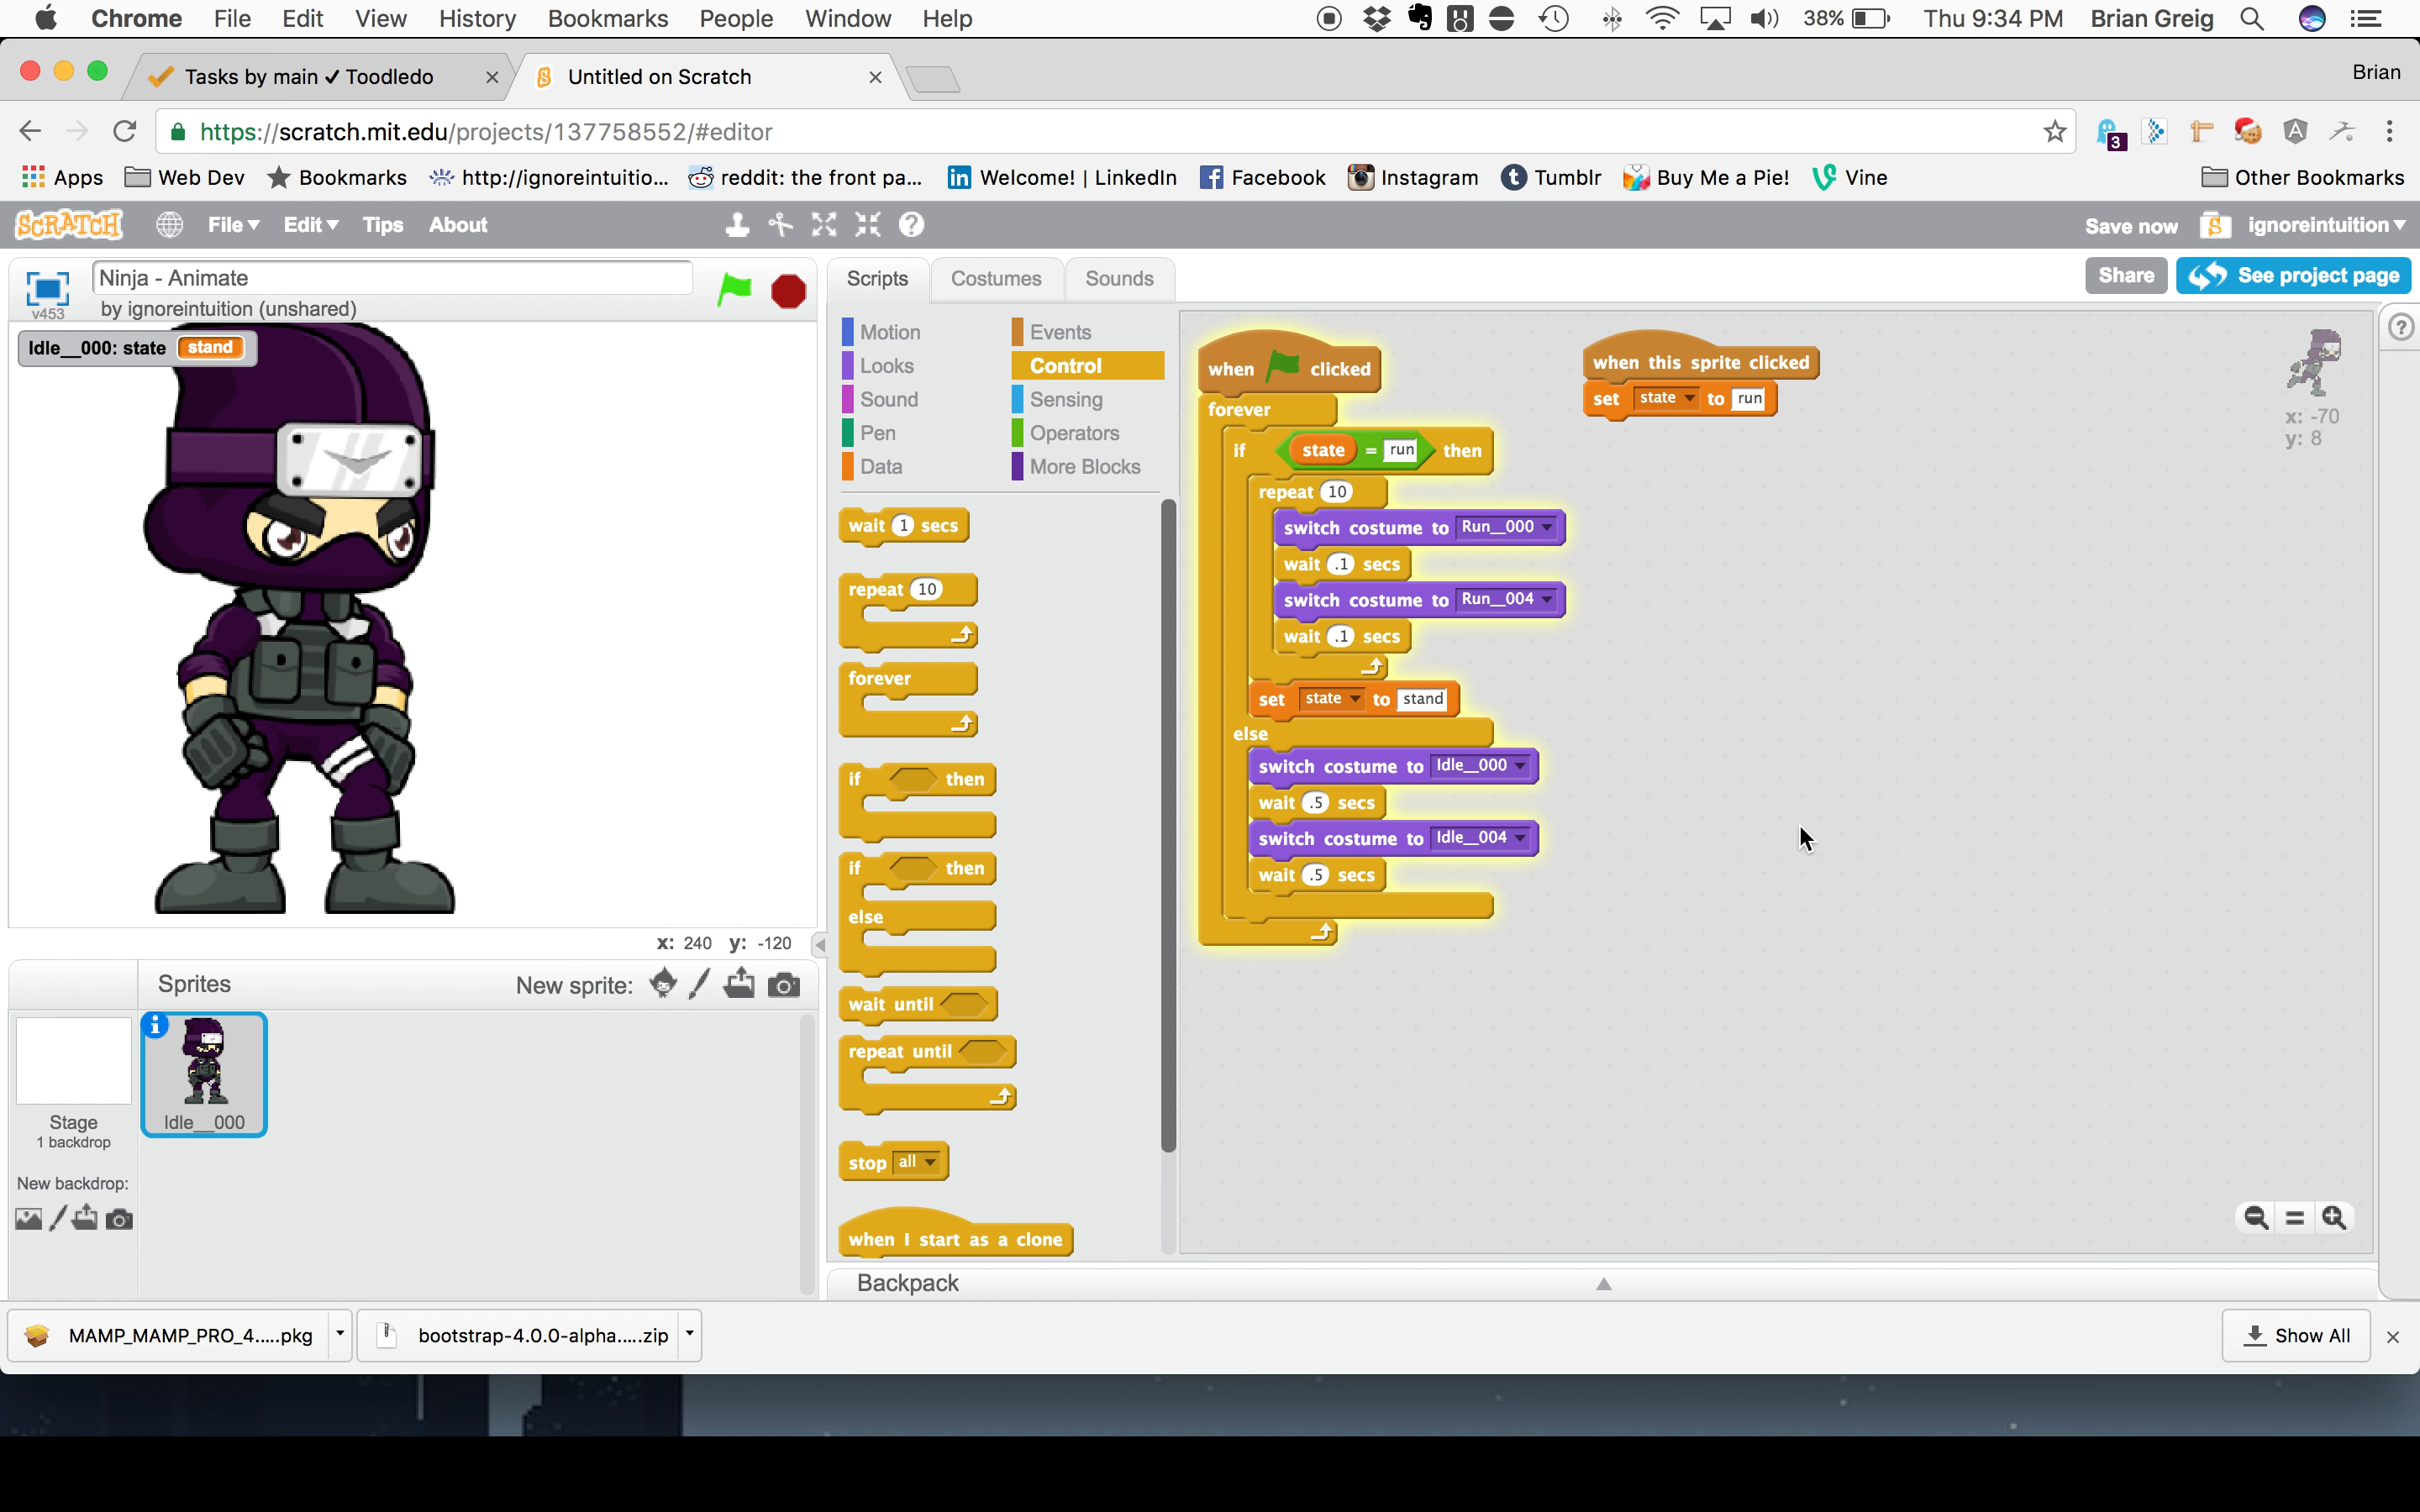 Chrome File Edit View History Bookmarks People Window Help 38% Thu 9:34 PM Brian Greig
Tasks by main ✓ Toodledo Untitled on Scratch Brian
https://scratch.mit.edu/projects/137758552/#editor 3
Apps Web Dev Bookmarks http://ignoreintuitio... reddit: the front pa... Welcome! | LinkedIn Facebook Instagram Tumblr Buy Me a Pie! Vine Other Bookmarks
SCRATCH File Edit Tips About Save now ignoreintuition
Ninja - Animate
v453 by ignoreintuition (unshared)
Scripts Costumes Sounds Share See project page
Idle__000: state stand
Motion Events
Looks Control
Sound Sensing
Pen Operators
Data More Blocks
wait 1 secs
repeat 10
forever
if then
if then
else
wait until
repeat until
stop all
when I start as a clone
when clicked
forever
if state = run then
repeat 10
switch costume to Run__000
wait .1 secs
switch costume to Run__004
wait .1 secs
set state to stand
else
switch costume to Idle__000
wait .5 secs
switch costume to Idle__004
wait .5 secs
when this sprite clicked
set state to run
x: -70
y: 8
x: 240 y: -120
Sprites New sprite:
Stage
1 backdrop
New backdrop:
Idle__000
Backpack
MAMP_MAMP_PRO_4.....pkg bootstrap-4.0.0-alpha.....zip Show All